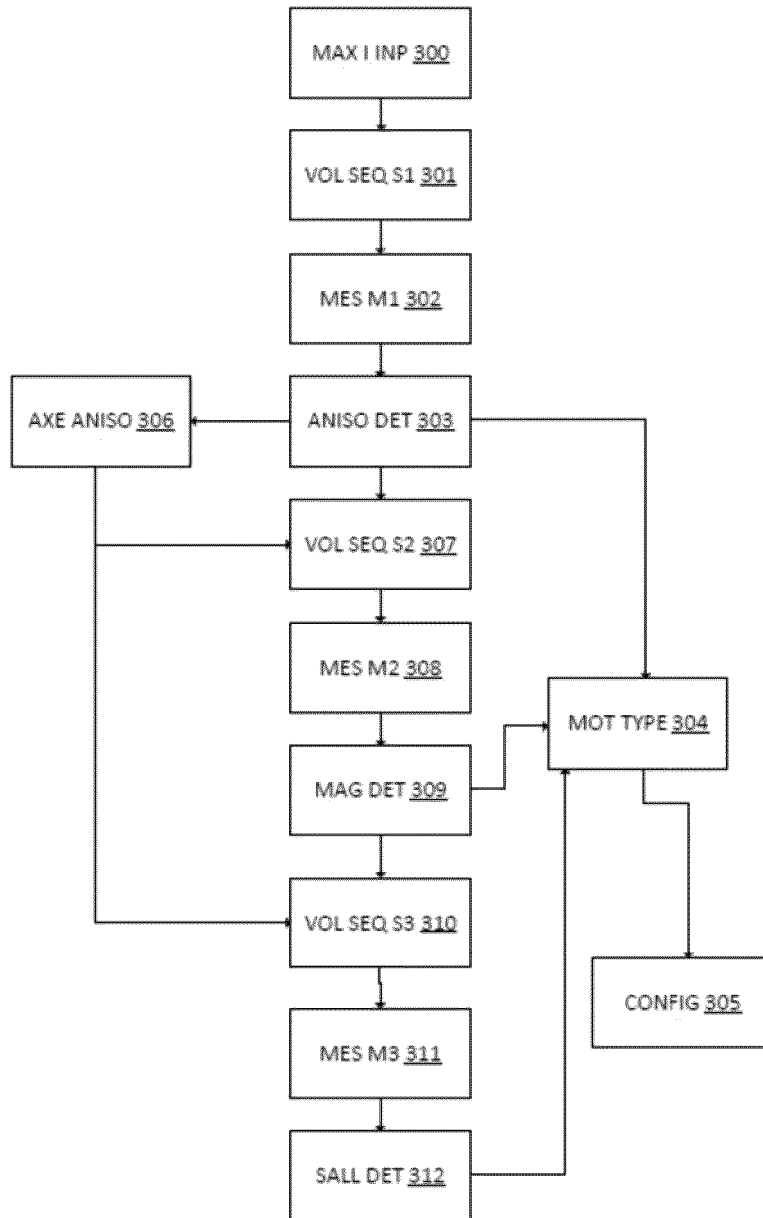 MAX I INP 300
VOL SEQ S1 301
MES M1 302
AXE ANISO 306
ANISO DET 303
VOL SEQ S2 307
MES M2 308
MOT TYPE 304
MAG DET 309
VOL SEQ S3 310
CONFIG 305
MES M3 311
SALL DET 312